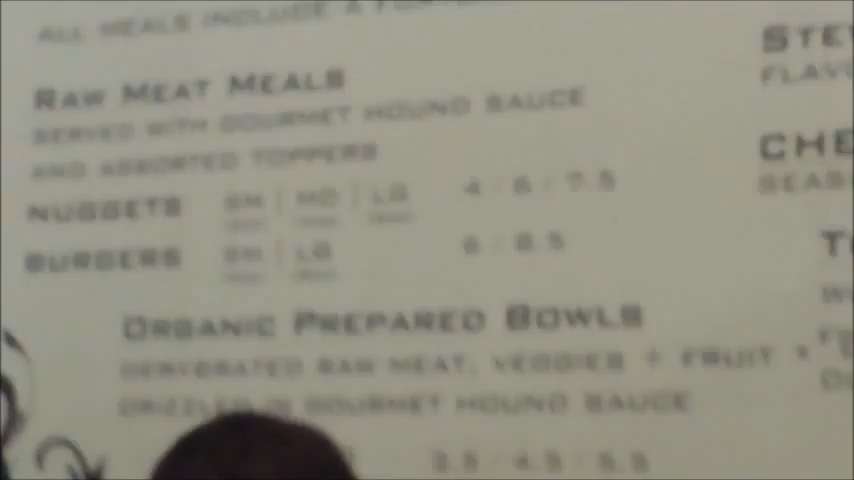 ALL MEALS INCLUDE A
RAW MEAT MEALS
SERVED WITH GOURMET HOUND SAUCE
AND ASSORTED TOPPERS
NUGGETS SM | MD | LG 4 / 6 / 7.5
BURGERS SM | LG 6 / 8.5
ORGANIC PREPARED BOWLS
DEHYDRATED RAW MEAT, VEGGIES + FRUIT *
DRIZZLED IN GOURMET HOUND SAUCE
3.5 / 4.5 / 5.5
STE
FLAV
CHE
SEAS